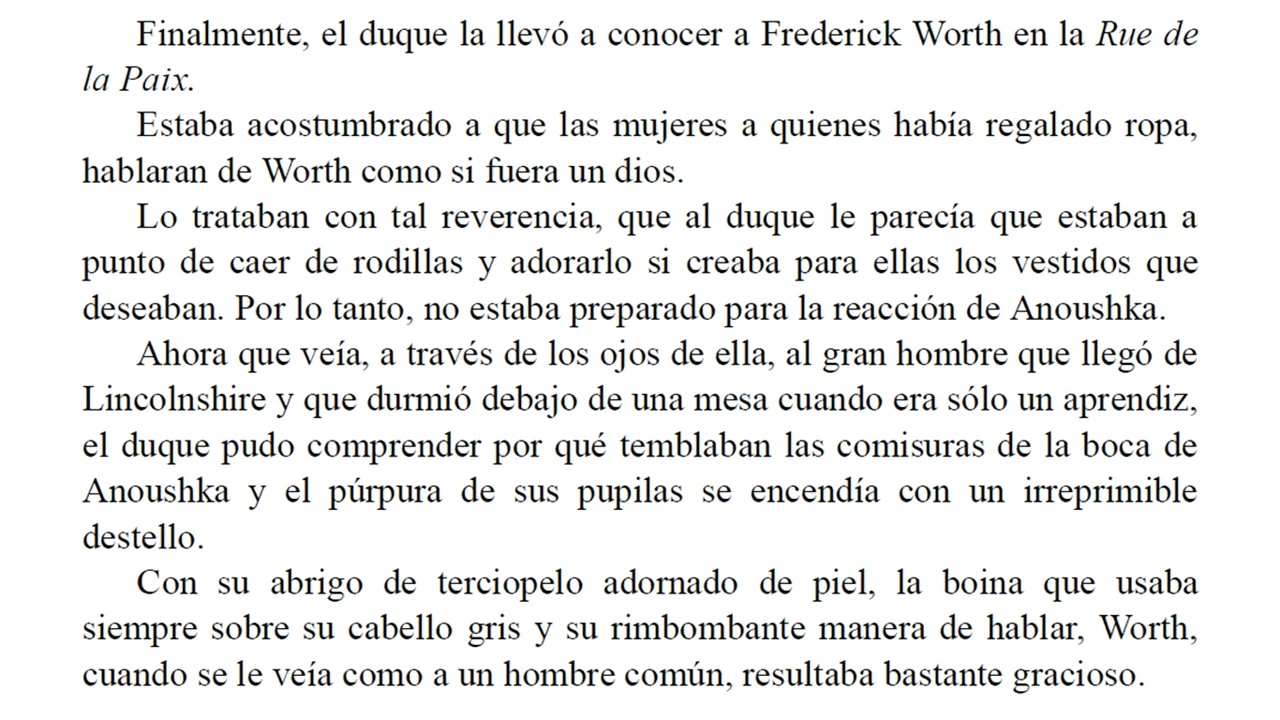 Finalmente, el duque la llevó a conocer a Frederick Worth en la Rue de
la Paix.
Estaba acostumbrado a que las mujeres a quienes había regalado ropa,
hablaran de Worth como si fuera un dios.
Lo trataban con tal reverencia, que al duque le parecía que estaban a
punto de caer de rodillas y adorarlo si creaba para ellas los vestidos que
deseaban. Por lo tanto, no estaba preparado para la reacción de Anoushka.
Ahora que veía, a través de los ojos de ella, al gran hombre que llegó de
Lincolnshire y que durmió debajo de una mesa cuando era sólo un aprendiz,
el duque pudo comprender por qué temblaban las comisuras de la boca de
Anoushka y el púrpura de sus pupilas se encendía con un irreprimible
destello.
Con su abrigo de terciopelo adornado de piel, la boina que usaba
siempre sobre su cabello gris y su rimbombante manera de hablar, Worth,
cuando se le veía como a un hombre común, resultaba bastante gracioso.